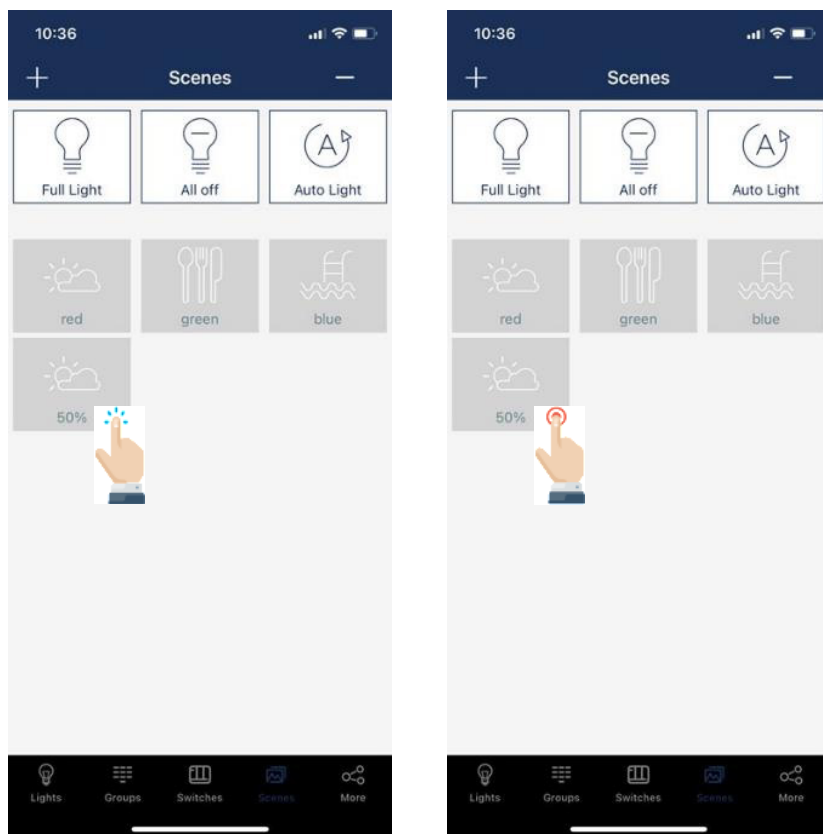 10:36
Scenes
Full Light All off Auto Light
red green blue
50%
Lights Groups Switches Scenes More
10:36
Scenes
Full Light All off Auto Light
red green blue
50%
Lights Groups Switches Scenes More